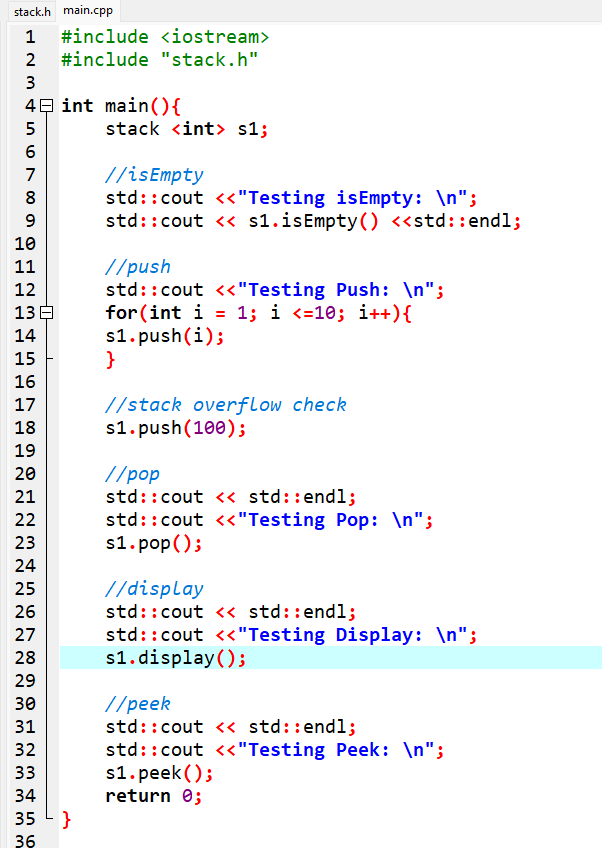 stack.h main.cpp
1 #include <iostream>
2 #include "stack.h"
3
4 int main(){
5 stack <int> s1;
6
7 //isEmpty
8 std::cout <<"Testing isEmpty: \n";
9 std::cout << s1.isEmpty() <<std::endl;
10
11 //push
12 std::cout <<"Testing Push: \n";
13 for(int i = 1; i <=10; i++){
14 s1.push(i);
15 }
16
17 //stack overflow check
18 s1.push(100);
19
20 //pop
21 std::cout << std::endl;
22 std::cout <<"Testing Pop: \n";
23 s1.pop();
24
25 //display
26 std::cout << std::endl;
27 std::cout <<"Testing Display: \n";
28 s1.display();
29
30 //peek
31 std::cout << std::endl;
32 std::cout <<"Testing Peek: \n";
33 s1.peek();
34 return 0;
35 }
36